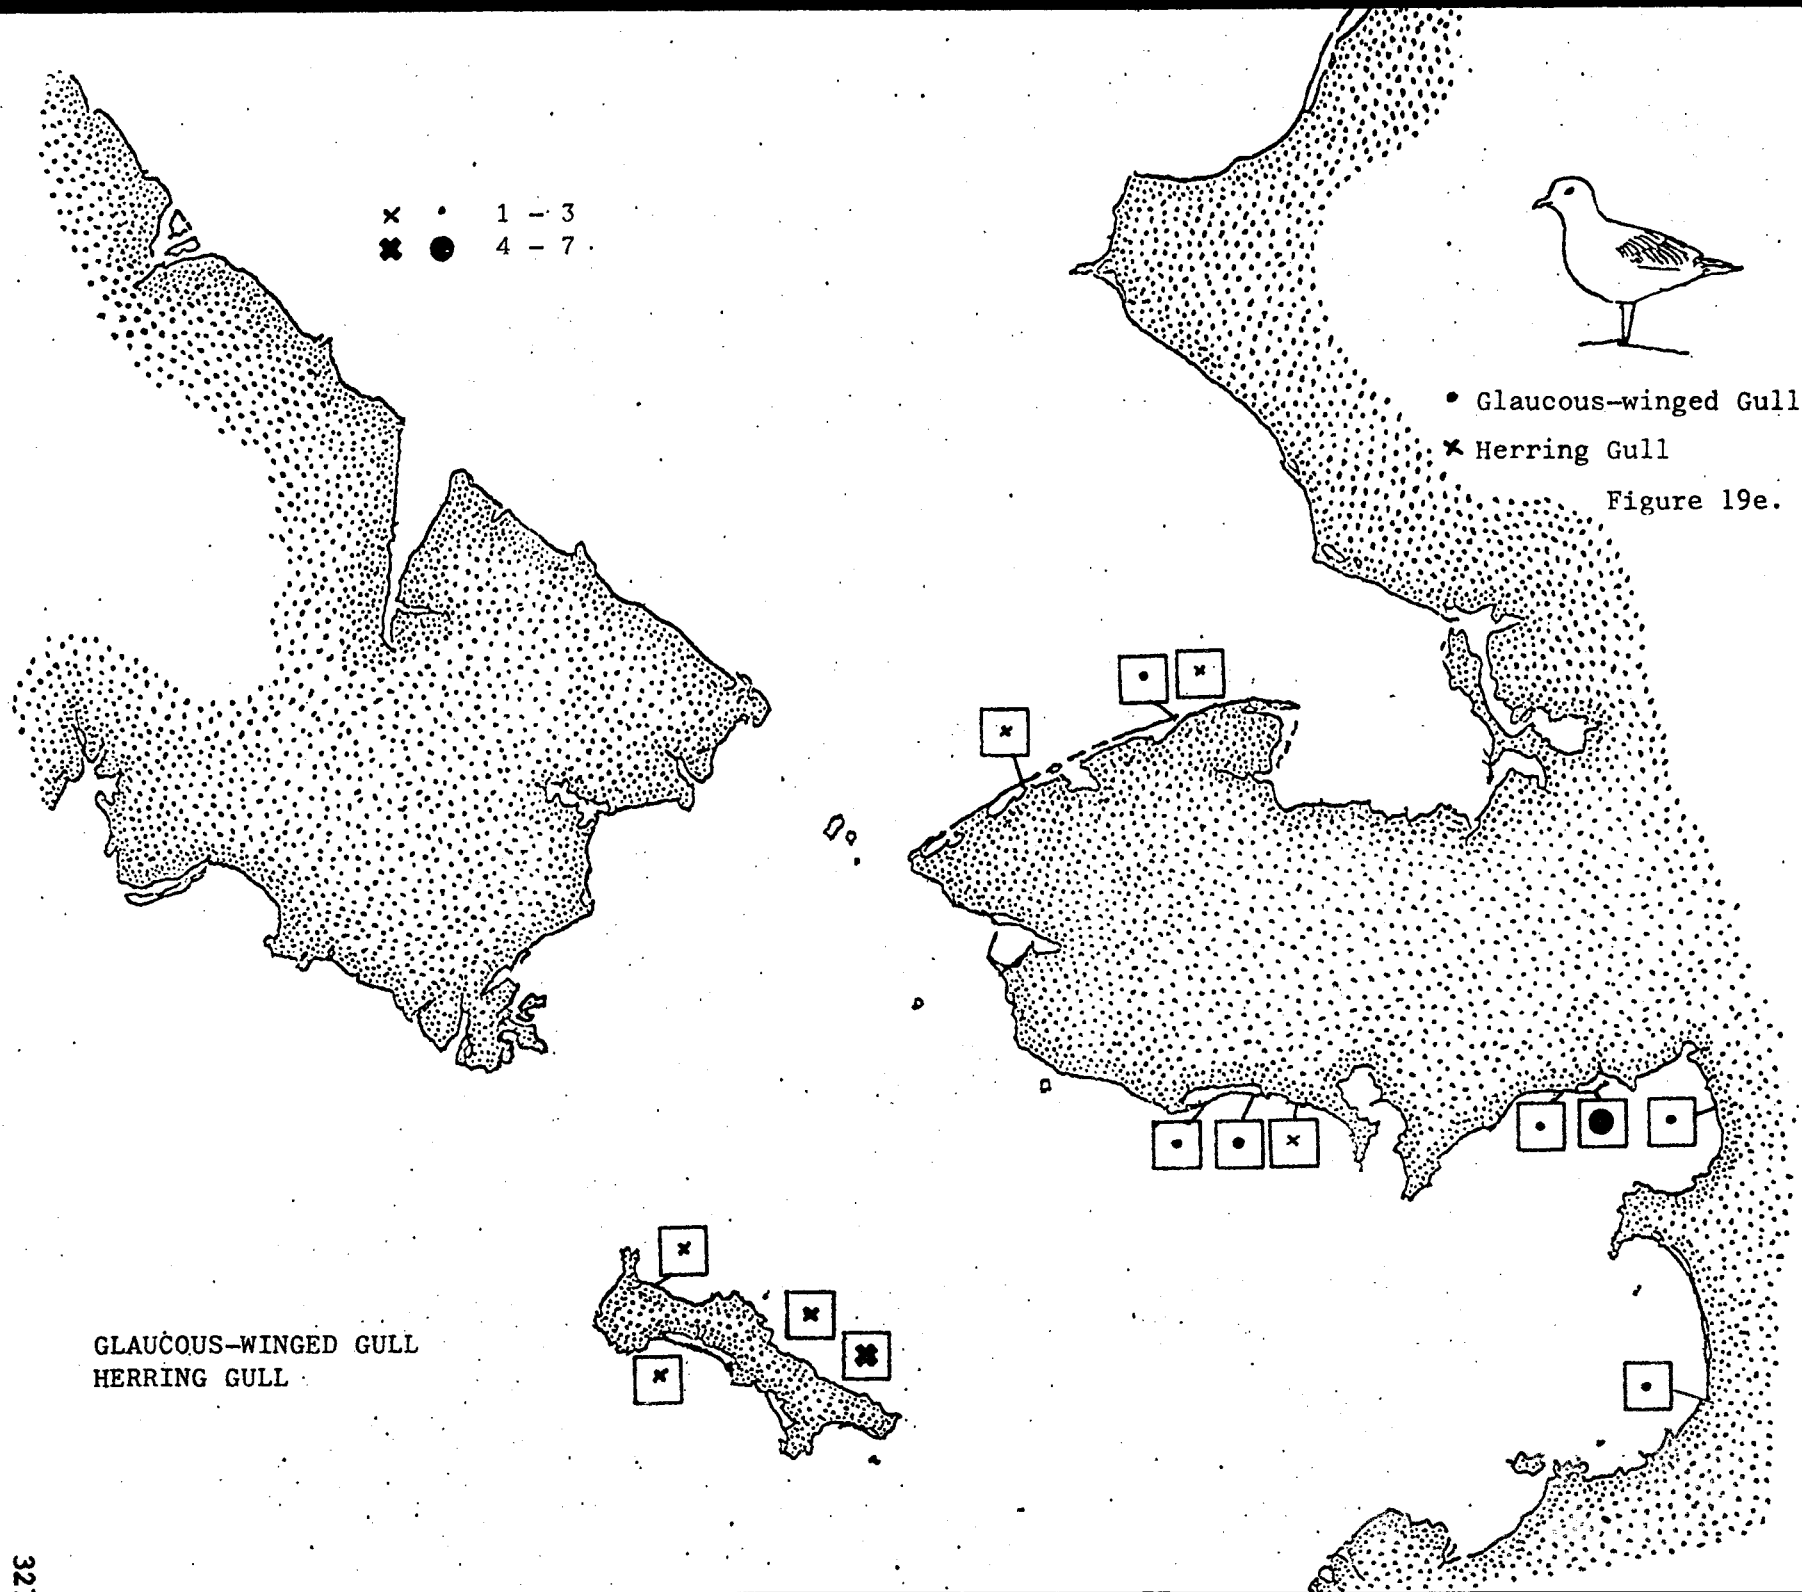 1 - 3
4 - 7
Glaucous-winged Gull
Herring Gull
Figure 19e.
GLAUCOUS-WINGED GULL
HERRING GULL